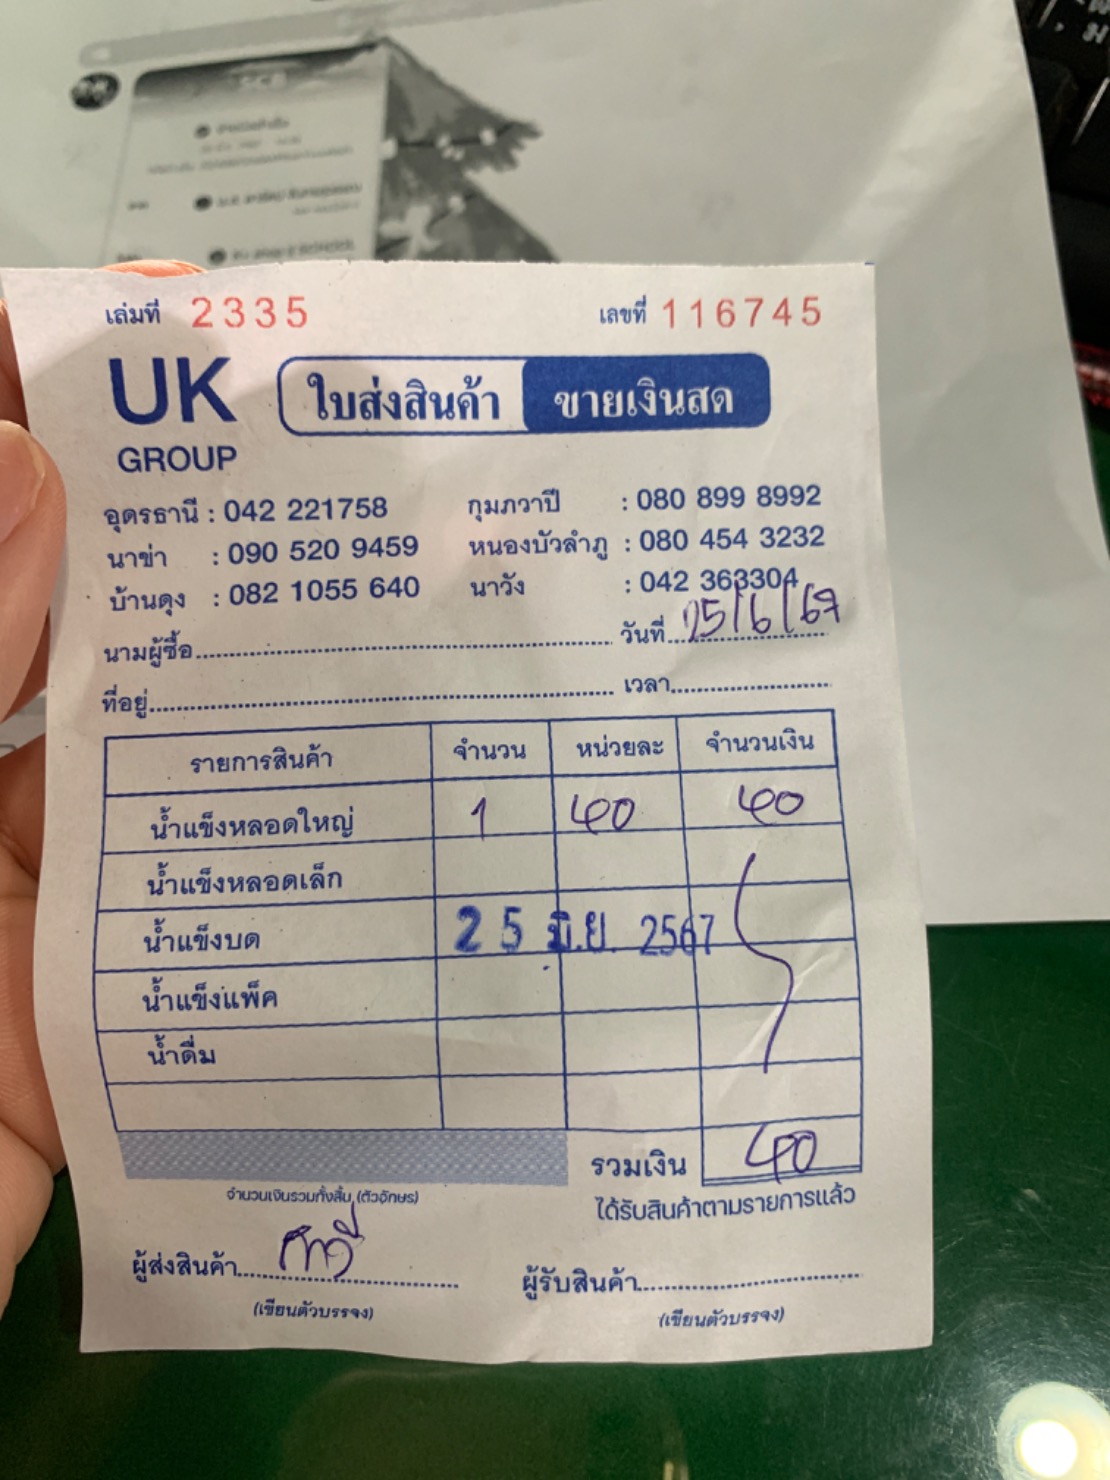 เล่มที่ 2335 เลขที่ 116745
UK GROUP
ใบส่งสินค้า ขายเงินสด
อุดรธานี : 042 221758 กุมภวาปี : 080 899 8992
นาข่า : 090 520 9459 หนองบัวลำภู : 080 454 3232
บ้านดุง : 082 1055 640 นาวัง : 042 363304
นามผู้ซื้อ วันที่ 25/6/67
ที่อยู่ เวลา
รายการสินค้า จำนวน หน่วยละ จำนวนเงิน
น้ำแข็งหลอดใหญ่ 1 40 40
น้ำแข็งหลอดเล็ก
น้ำแข็งบด 25 มิ.ย. 2567
น้ำแข็งแพ็ค
น้ำดื่ม
รวมเงิน 40
จำนวนเงินรวมทั้งสิ้น (ตัวอักษร) ได้รับสินค้าตามรายการแล้ว
ผู้ส่งสินค้า ผู้รับสินค้า
(เขียนตัวบรรจง) (เขียนตัวบรรจง)